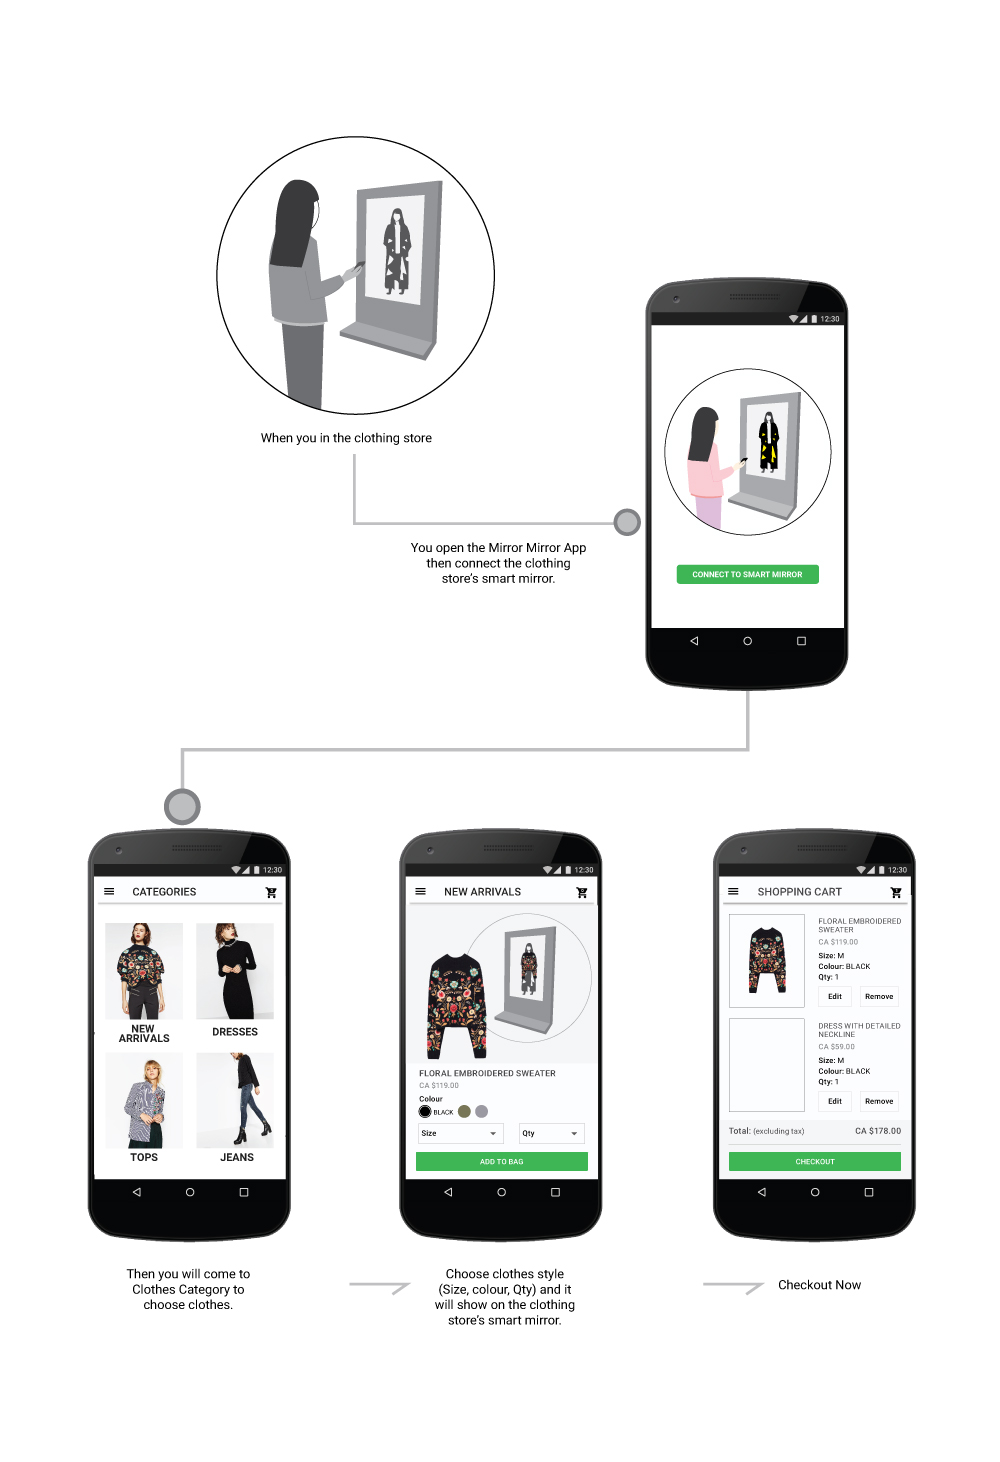 When you in the clothing store
You open the Mirror Mirror App
then connect the clothing
store's smart mirror.
12:30
CONNECT TO SMART MIRROR
12:30
CATEGORIES
NEW
ARRIVALS
DRESSES
TOPS
JEANS
Then you will come to
Clothes Category to
choose clothes.
12:30
NEW ARRIVALS
FLORAL EMBROIDERED SWEATER
CA $119.00
Colour
BLACK
Size
Qty
ADD TO BAG
Choose clothes style
(Size, colour, Qty) and it
will show on the clothing
store's smart mirror.
12:30
SHOPPING CART
FLORAL EMBROIDERED
SWEATER
CA $119.00
Size: M
Colour: BLACK
Qty: 1
Edit
Remove
DRESS WITH DETAILED
NECKLINE
CA $59.00
Size: M
Colour: BLACK
Qty: 1
Edit
Remove
Total: (excluding tax)
CA $178.00
CHECKOUT
Checkout Now